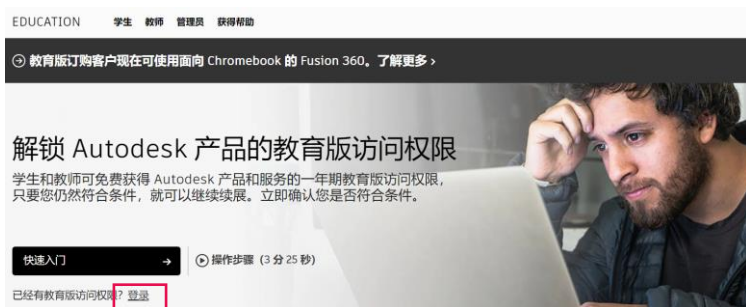 EDUCATION 学生 教师 管理员 获得帮助
教育版订购客户现在可使用面向 Chromebook 的 Fusion 360。了解更多 ›
解锁 Autodesk 产品的教育版访问权限
学生和教师可免费获得 Autodesk 产品和服务的一年期教育版访问权限，
只要您仍然符合条件，就可以继续续展。立即确认您是否符合条件。
快速入门 → 操作步骤 (3 分 25 秒)
已经有教育版访问权限? 登录